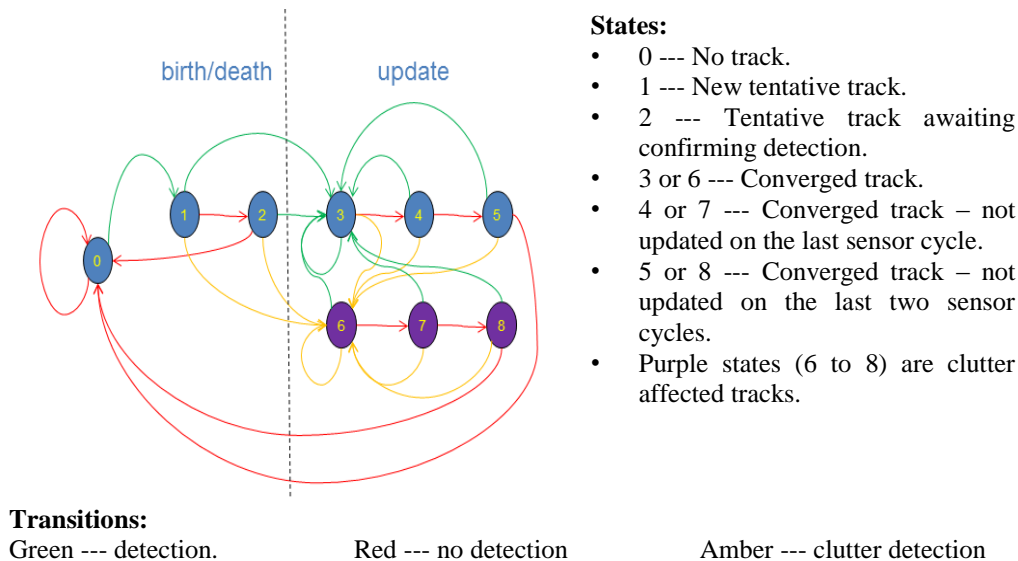 birth/death
update
1
2
3
4
5
0
6
7
8
States:
• 0 --- No track.
• 1 --- New tentative track.
• 2 --- Tentative track awaiting
confirming detection.
• 3 or 6 --- Converged track.
• 4 or 7 --- Converged track – not
updated on the last sensor cycle.
• 5 or 8 --- Converged track – not
updated on the last two sensor
cycles.
• Purple states (6 to 8) are clutter
affected tracks.
Transitions:
Green --- detection.
Red --- no detection
Amber --- clutter detection